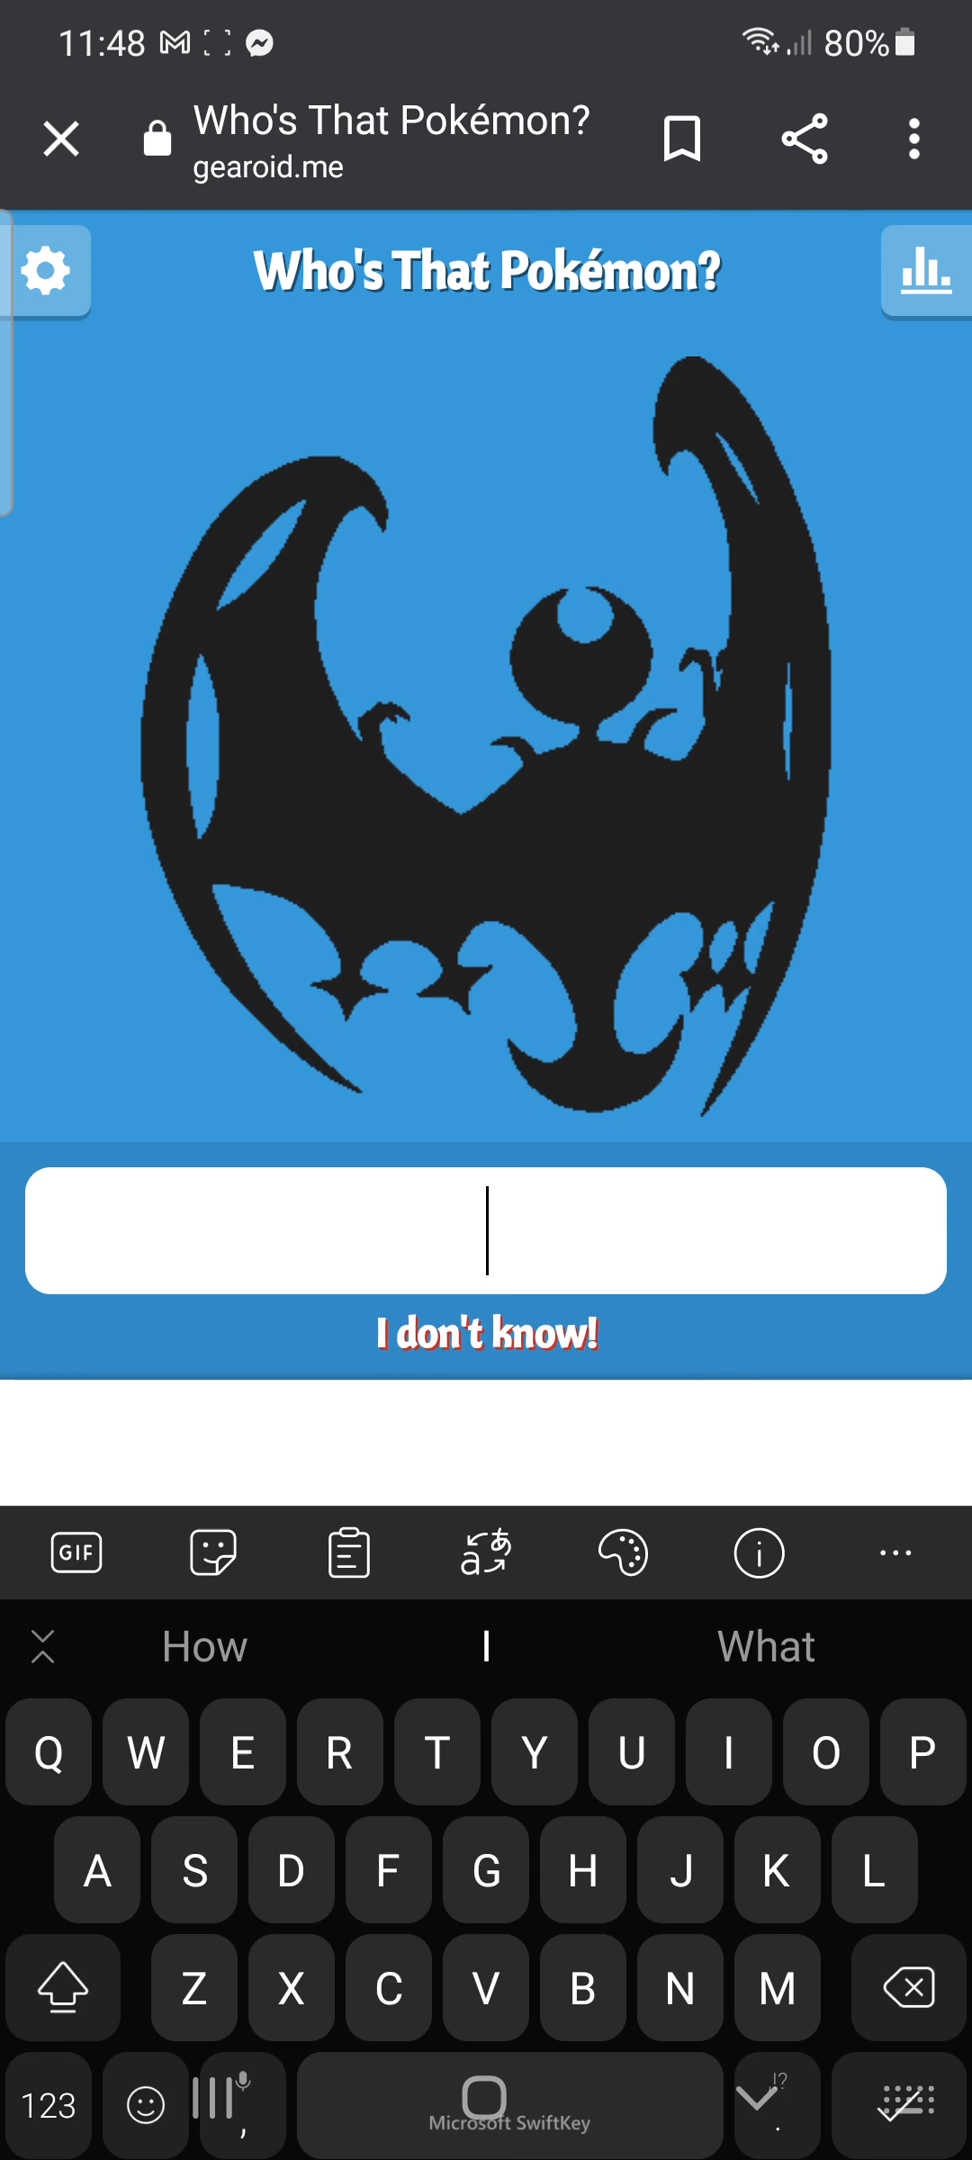 11:48 80%
Who's That Pokémon?
gearoid.me
Who's That Pokémon?
I don't know!
GIF a あ i ...
How I What
Q W E R T Y U I O P
A S D F G H J K L
Z X C V B N M
123 , Microsoft SwiftKey !? .